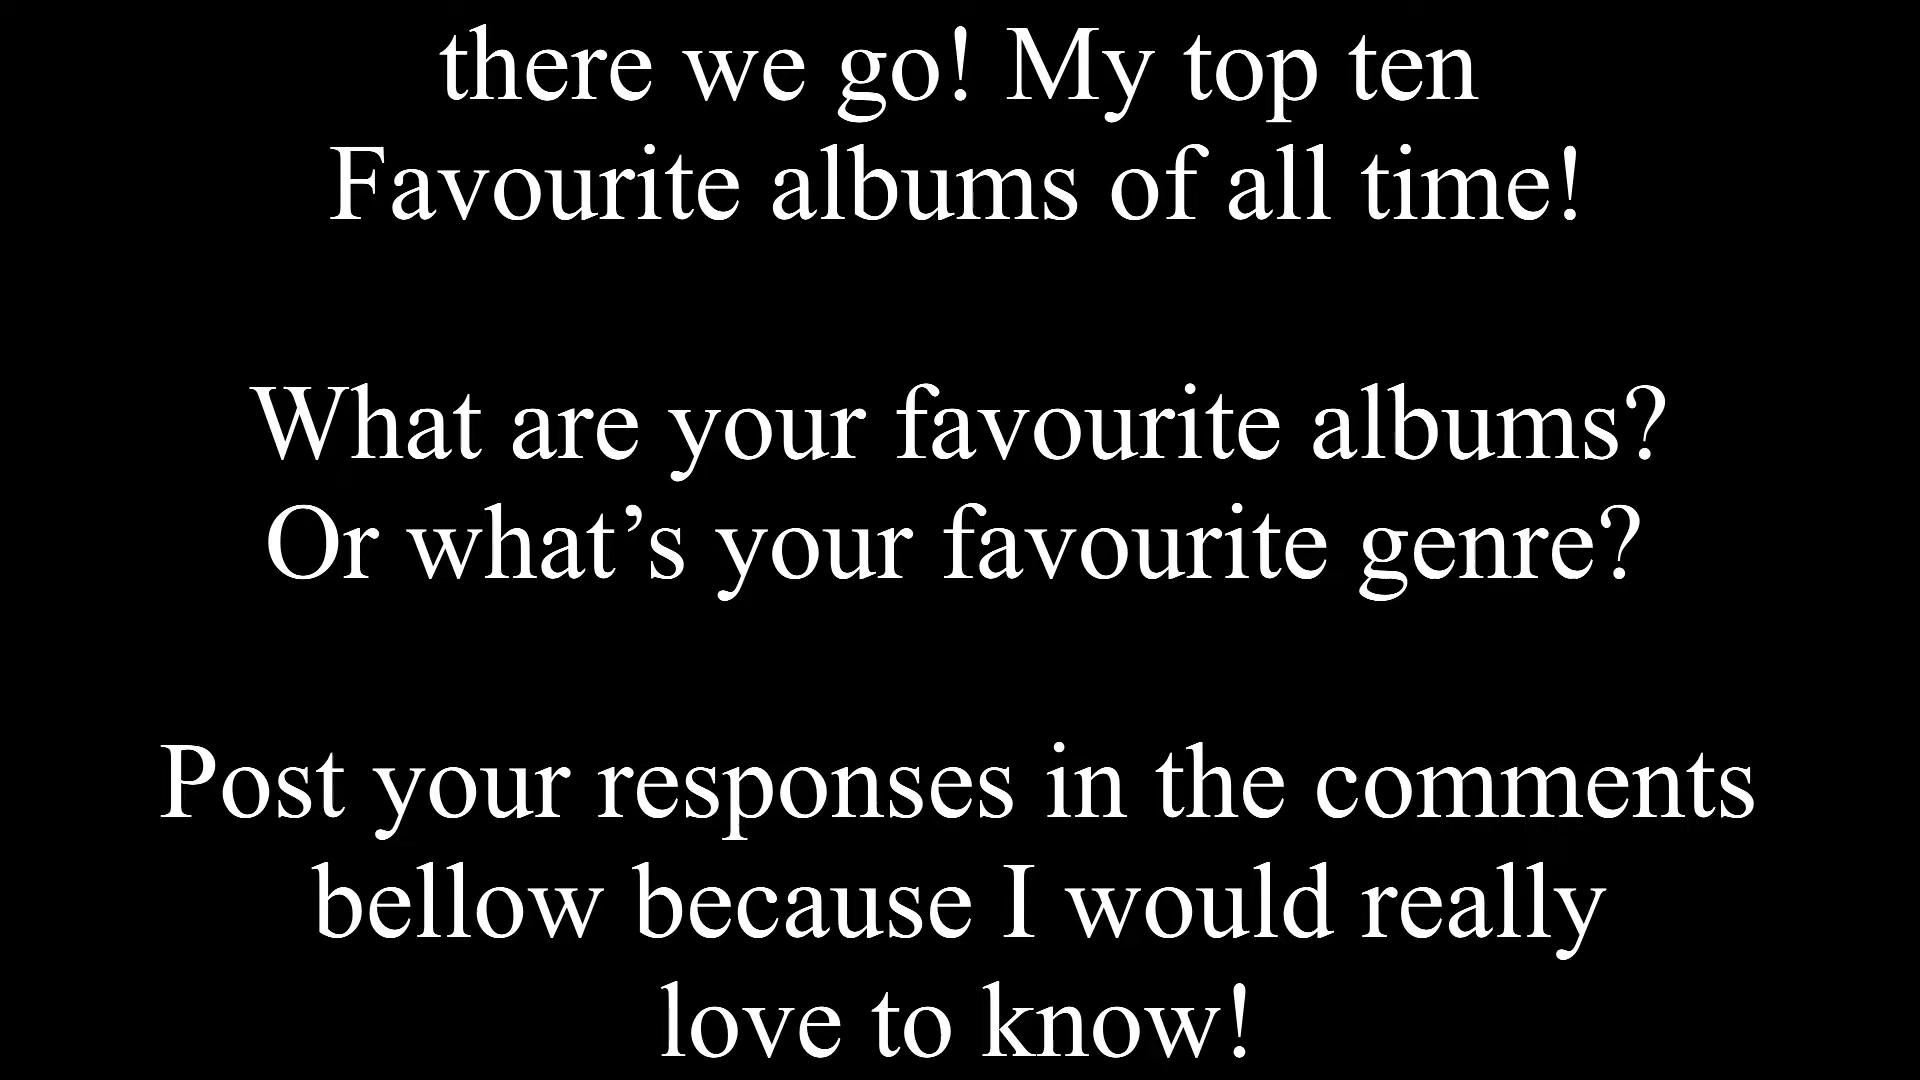 there we go! My top ten
Favourite albums of all time!
What are your favourite albums?
Or what’s your favourite genre?
Post your responses in the comments
bellow because I would really
love to know!